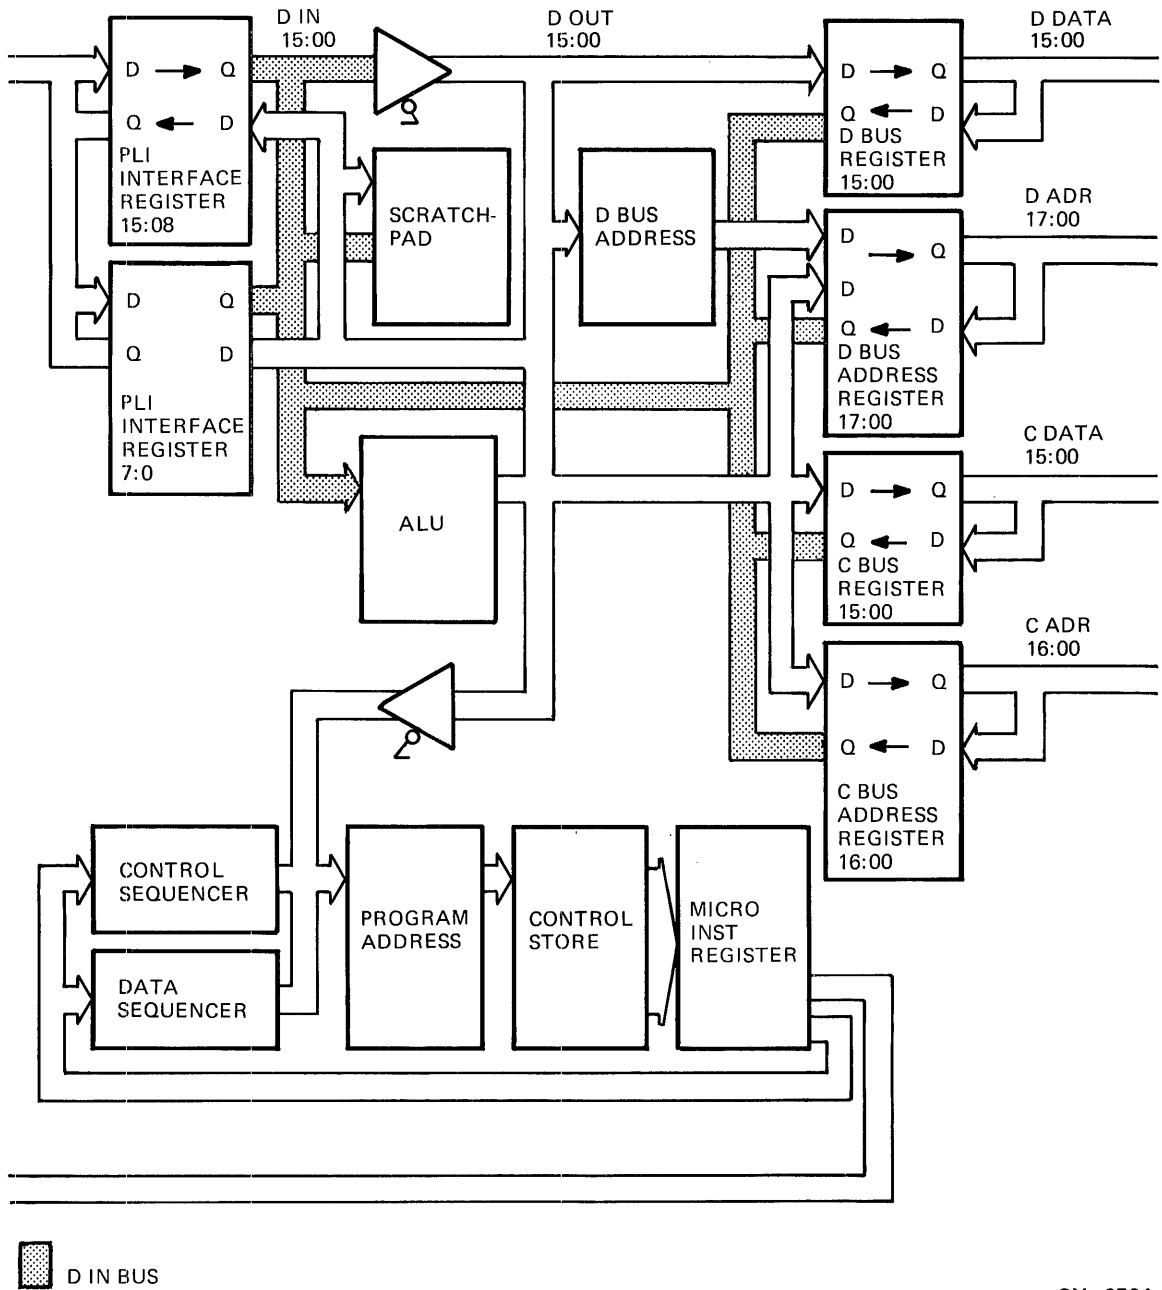 D IN
15:00
D OUT
15:00
D DATA
15:00
D → Q
Q ← D
PLI
INTERFACE
REGISTER
15:08
D Q
Q D
PLI
INTERFACE
REGISTER
7:0
SCRATCH-
PAD
D BUS
ADDRESS
D → Q
Q ← D
D BUS
REGISTER
15:00
D ADR
17:00
D
→ Q
D
Q ← D
D BUS
ADDRESS
REGISTER
17:00
ALU
C DATA
15:00
D → Q
Q ← D
C BUS
REGISTER
15:00
C ADR
16:00
D → Q
Q ← D
C BUS
ADDRESS
REGISTER
16:00
CONTROL
SEQUENCER
DATA
SEQUENCER
PROGRAM
ADDRESS
CONTROL
STORE
MICRO
INST
REGISTER
D IN BUS